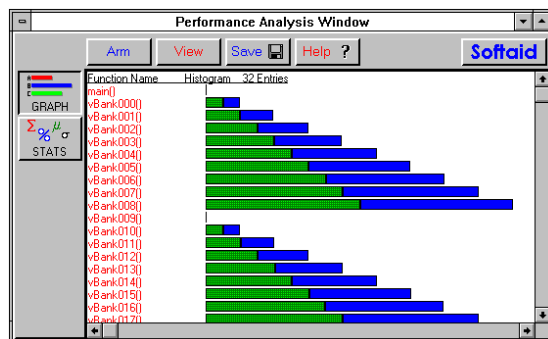 Performance Analysis Window
Arm View Save Help ? Softaid
GRAPH
Σ % μ σ
STATS
Function Name Histogram 32 Entries
main()
vBank000()
vBank001()
vBank002()
vBank003()
vBank004()
vBank005()
vBank006()
vBank007()
vBank008()
vBank009()
vBank010()
vBank011()
vBank012()
vBank013()
vBank014()
vBank015()
vBank016()
vBank017()